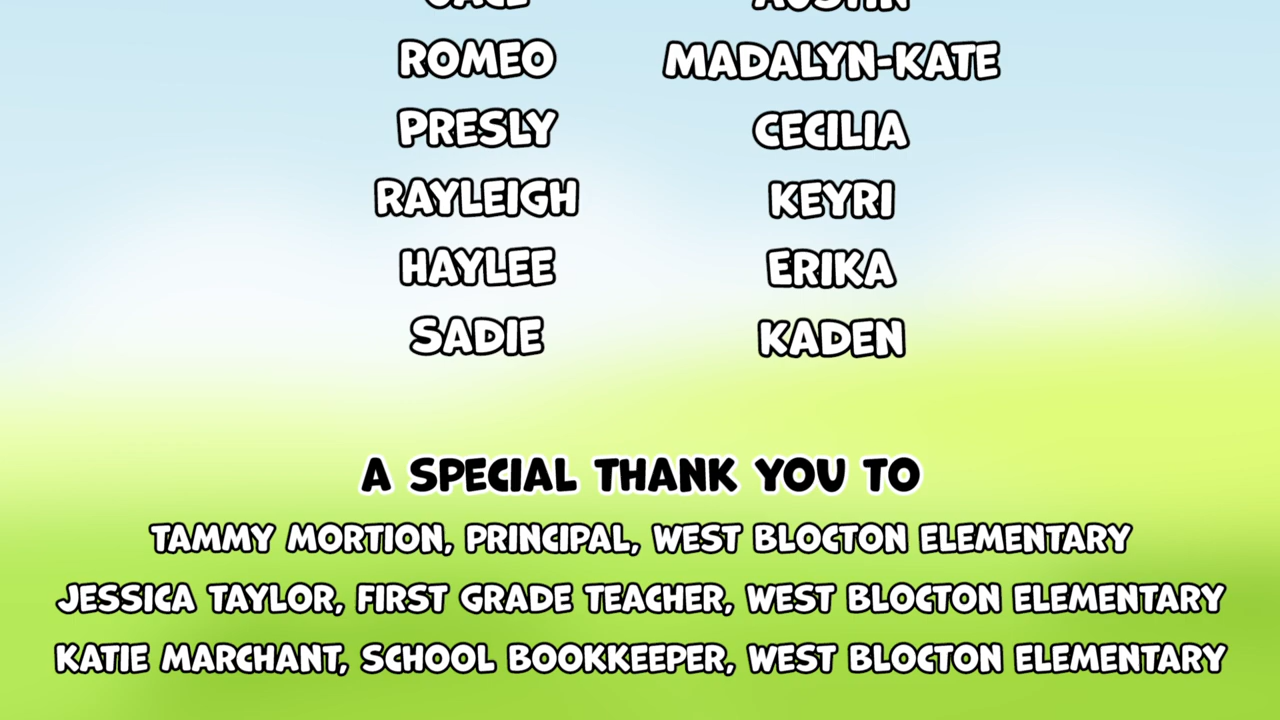 AUSTIN
ROMEO MADALYN-KATE
PRESLY CECILIA
RAYLEIGH KEYRI
HAYLEE ERIKA
SADIE KADEN
A SPECIAL THANK YOU TO
TAMMY MORTION, PRINCIPAL, WEST BLOCTON ELEMENTARY
JESSICA TAYLOR, FIRST GRADE TEACHER, WEST BLOCTON ELEMENTARY
KATIE MARCHANT, SCHOOL BOOKKEEPER, WEST BLOCTON ELEMENTARY